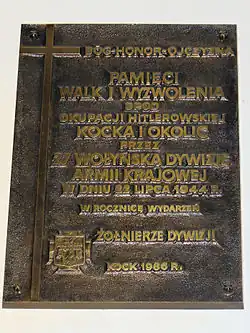 BÓG-HONOR-OJCZYZNA
PAMIĘCI
WALK I WYZWOLENIA
SPOD
OKUPACJI HITLEROWSKIEJ
KOCKA I OKOLIC
PRZEZ
27 WOŁYŃSKĄ DYWIZJĘ
ARMII KRAJOWEJ
W DNIU 22 LIPCA 1944 R.
W ROCZNICĘ WYDARZEŃ
ŻOŁNIERZE DYWIZJI
KOCK 1986 R.